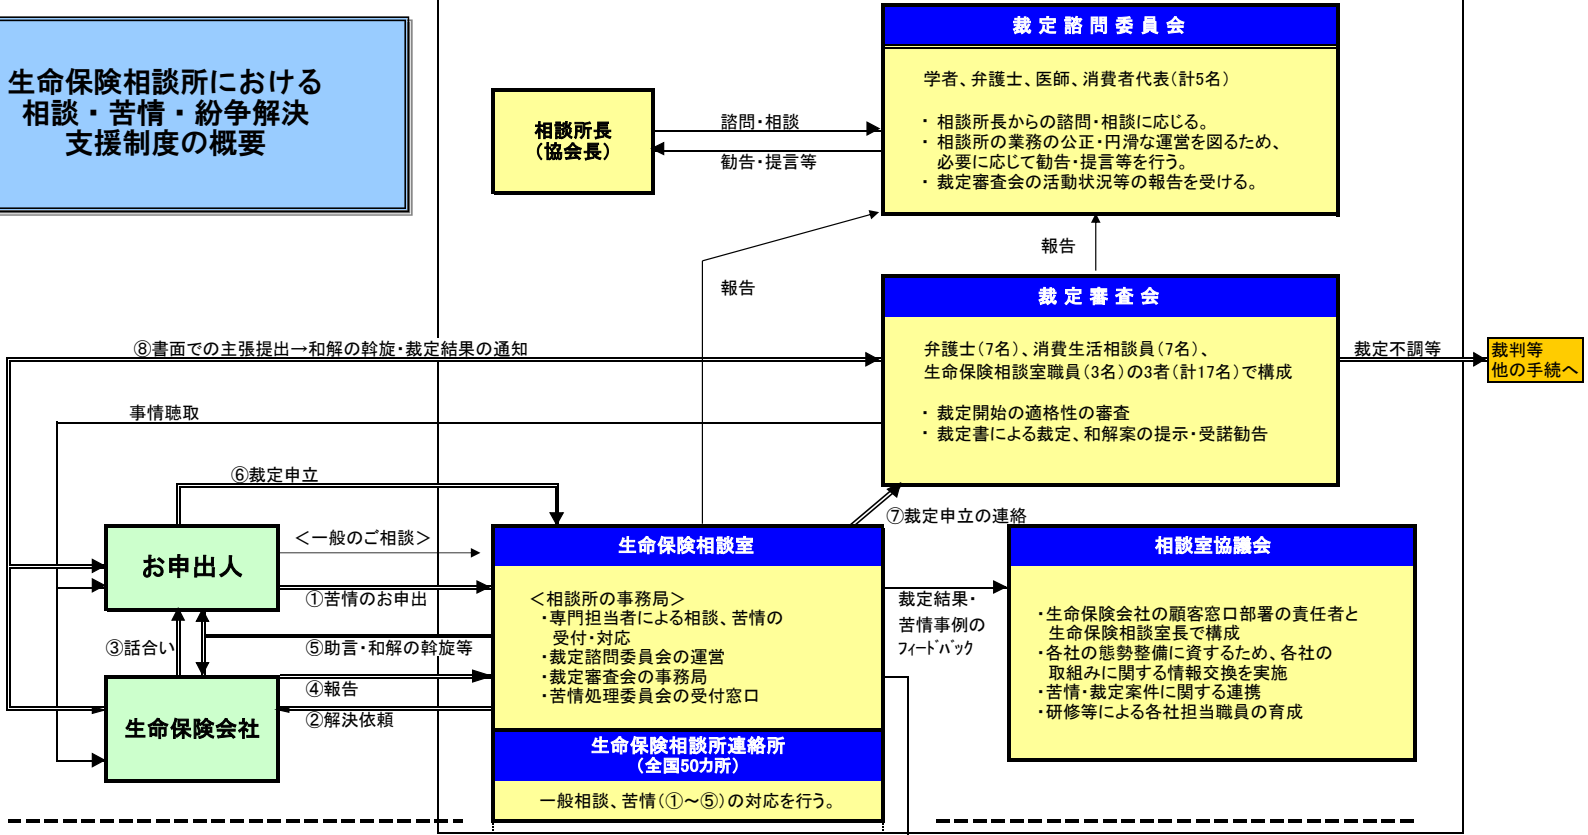 生命保険相談所における
相談・苦情・紛争解決
支援制度の概要
裁定諮問委員会
学者、弁護士、医師、消費者代表(計5名)
・ 相談所長からの諮問・相談に応じる。
・ 相談所の業務の公正・円滑な運営を図るため、
必要に応じて勧告・提言等を行う。
・ 裁定審査会の活動状況等の報告を受ける。
相談所長
(協会長)
諮問・相談
勧告・提言等
報告
報告
裁定審査会
弁護士(7名)、消費生活相談員(7名)、
生命保険相談室職員(3名)の3者(計17名)で構成
・ 裁定開始の適格性の審査
・ 裁定書による裁定、和解案の提示・受諾勧告
裁定不調等
裁判等
他の手続へ
⑧書面での主張提出→和解の斡旋・裁定結果の通知
事情聴取
⑥裁定申立
⑦裁定申立の連絡
お申出人
＜一般のご相談＞
①苦情のお申出
③話合い
⑤助言・和解の斡旋等
④報告
②解決依頼
生命保険会社
生命保険相談室
＜相談所の事務局＞
・専門担当者による相談、苦情の
受付・対応
・裁定諮問委員会の運営
・裁定審査会の事務局
・苦情処理委員会の受付窓口
生命保険相談所連絡所
(全国50カ所)
一般相談、苦情(①～⑤)の対応を行う。
裁定結果・
苦情事例の
フィードバック
相談室協議会
・生命保険会社の顧客窓口部署の責任者と
生命保険相談室長で構成
・各社の態勢整備に資するため、各社の
取組みに関する情報交換を実施
・苦情・裁定案件に関する連携
・研修等による各社担当職員の育成